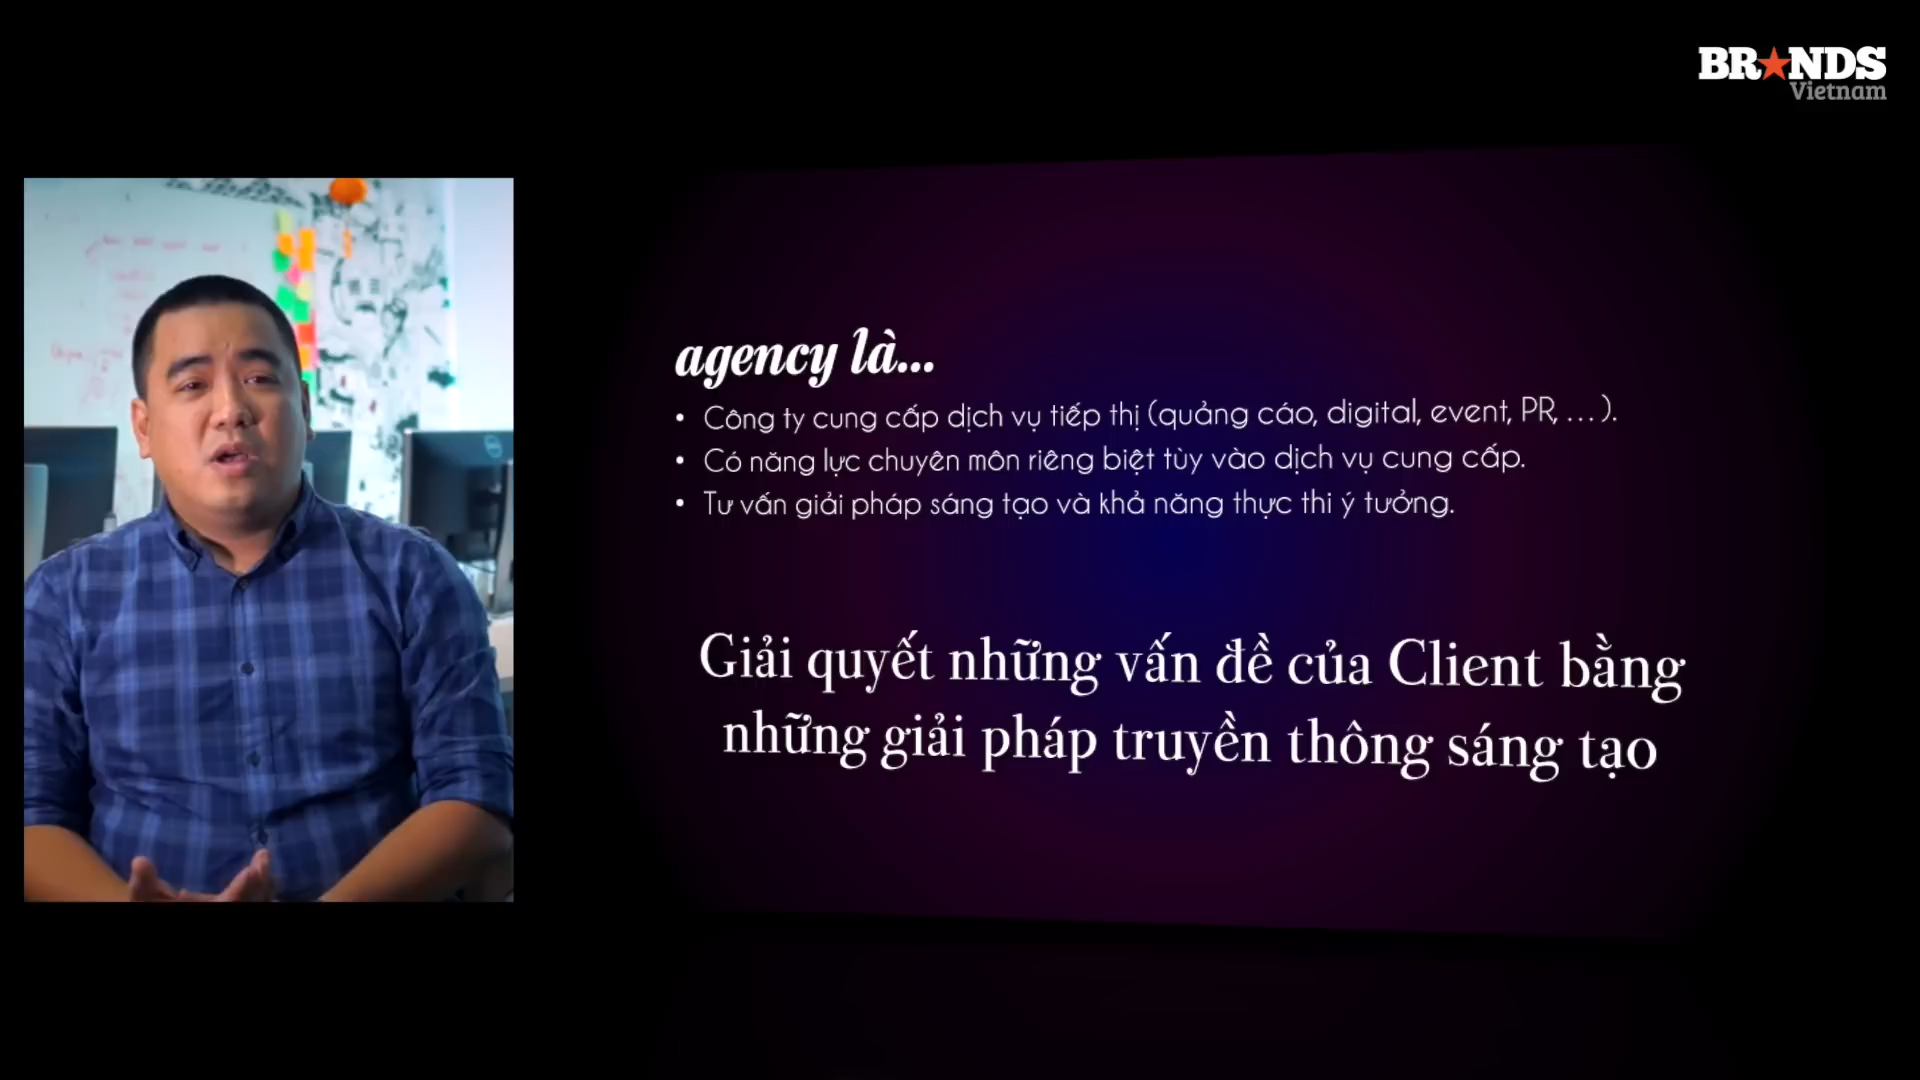 BRANDS
Vietnam
agency là...
• Công ty cung cấp dịch vụ tiếp thị (quảng cáo, digital, event, PR, ...).
• Có năng lực chuyên môn riêng biệt tùy vào dịch vụ cung cấp.
• Tư vấn giải pháp sáng tạo và khả năng thực thi ý tưởng.
Giải quyết những vấn đề của Client bằng
những giải pháp truyền thông sáng tạo